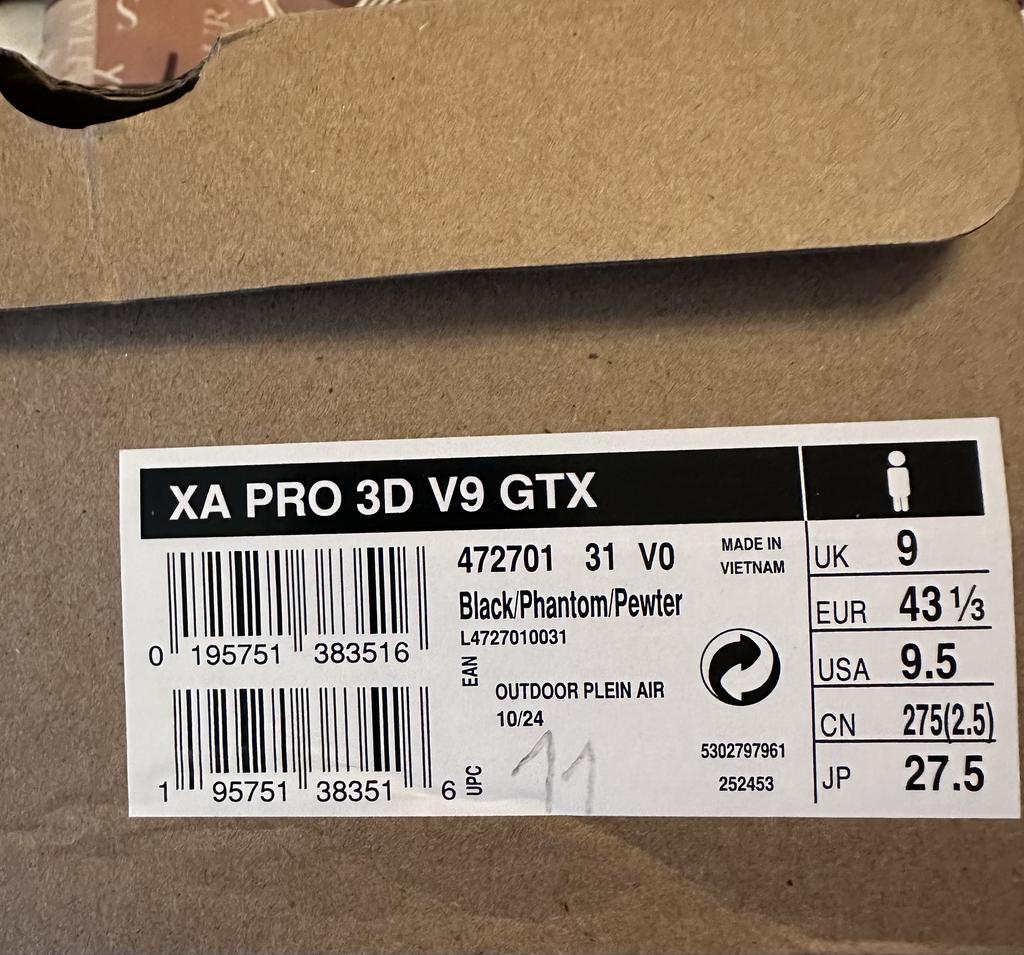 S
UR
XA PRO 3D V9 GTX
472701 31 V0
MADE IN
VIETNAM
Black/Phantom/Pewter
L4727010031
0 195751 383516
EAN
OUTDOOR PLEIN AIR
10/24
5302797961
252453
1 95751 38351 6
UPC
11
UK 9
EUR 43 1/3
USA 9.5
CN 275(2.5)
JP 27.5